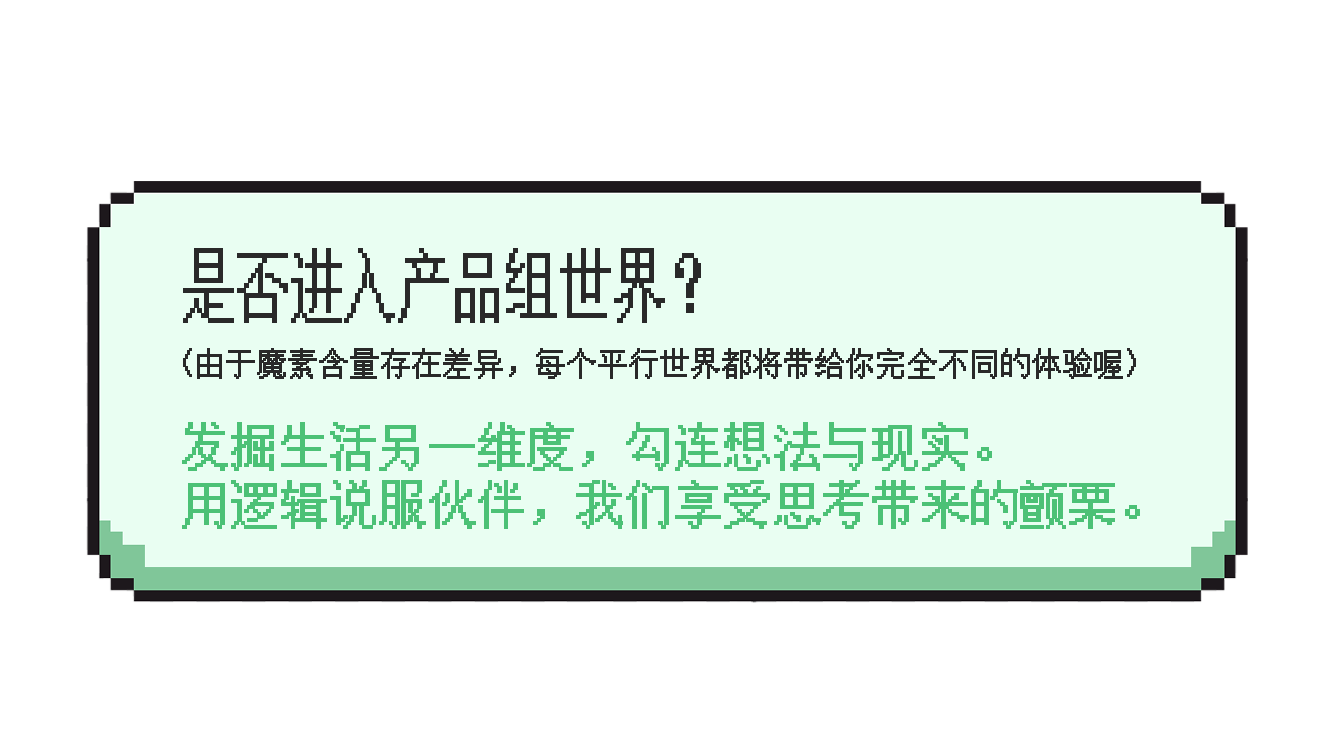 是否进入产品组世界？
(由于魔素含量存在差异，每个平行世界都将带给你完全不同的体验喔)
发掘生活另一维度，勾连想法与现实。
用逻辑说服伙伴，我们享受思考带来的颤栗。